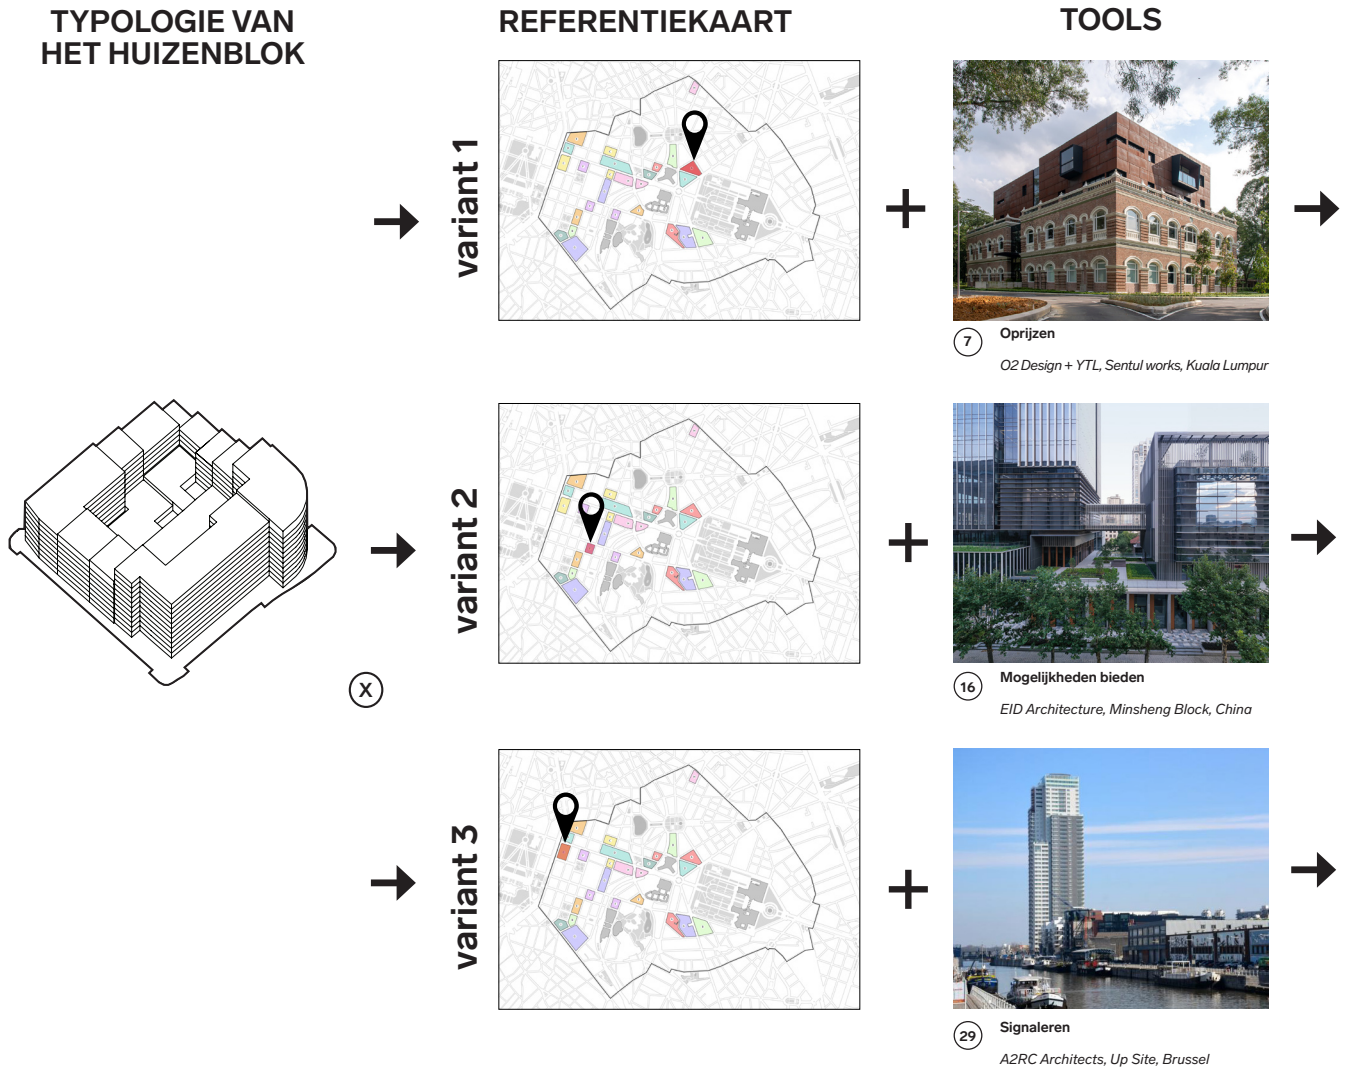 TYPOLOGIE VAN
HET HUIZENBLOK
REFERENTIEKAART
TOOLS
variant 1
7
Oprijzen
O2 Design + YTL, Sentul works, Kuala Lumpur
X
variant 2
16
Mogelijkheden bieden
EID Architecture, Minsheng Block, China
variant 3
29
Signaleren
A2RC Architects, Up Site, Brussel